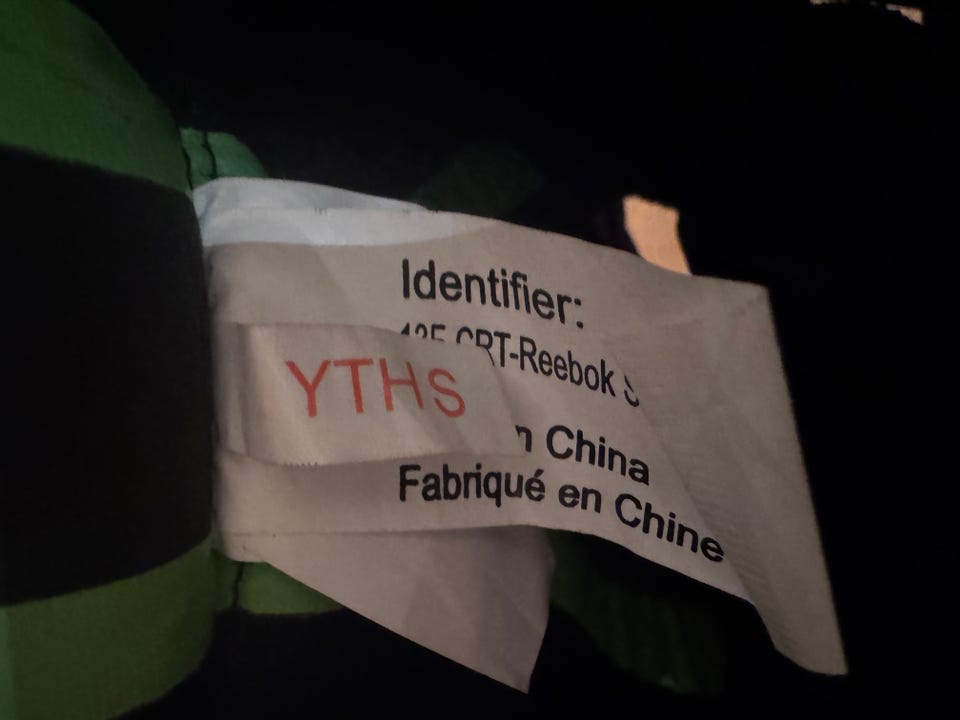 Identifier:
CRT-Reebok
YTHS
China
Fabriqué en Chine